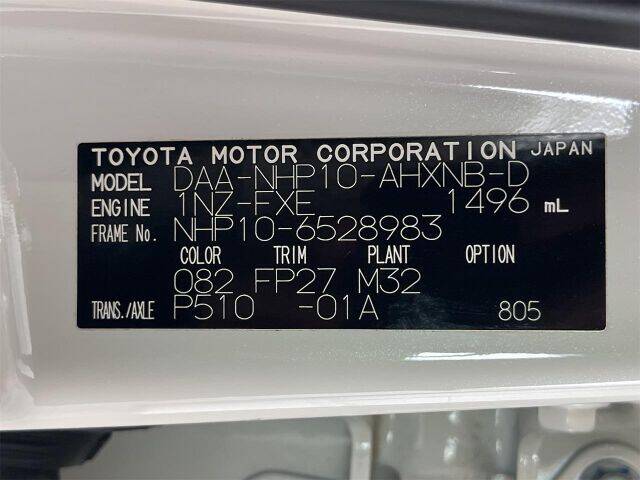 TOYOTA MOTOR CORPORATION JAPAN
MODEL DAA-NHP10-AHXNB-D
ENGINE 1NZ-FXE 1496 mL
FRAME No. NHP10-6528983
COLOR TRIM PLANT OPTION
082 FP27 M32
TRANS./AXLE P510 -01A 805